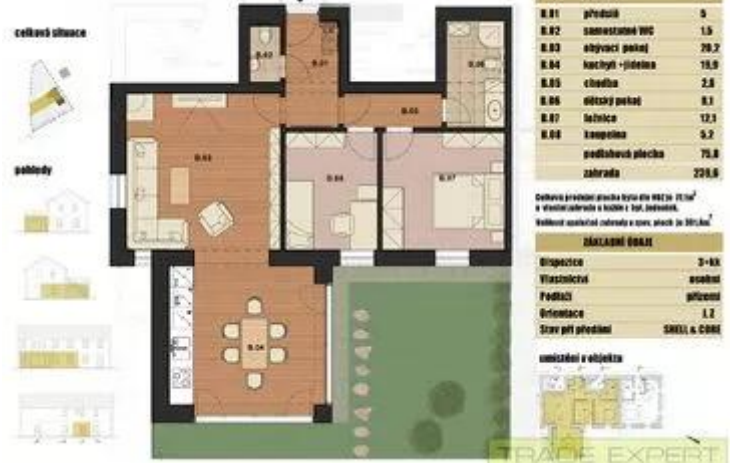 celková situace
pohledy
B.02
B.01
B.06
B.05
B.03
B.07
B.04
B.01 předsíň 5
B.02 samostatné WC 1,5
B.03 obývací pokoj 20,2
B.04 kuchyň +jídelna 19,9
B.05 chodba 2,8
B.06 dětský pokoj 9,1
B.07 ložnice 12,1
B.08 koupelna 5,2
podlahová plocha 75,8
zahrada 239,6
ZÁKLADNÍ ÚDAJE
Dispozice 3+kk
Vlastnictví osobní
Podlaží přízemí
Orientace J, Z
Stav při předání SHELL & CORE
umístění v objektu
TRADE EXPERT